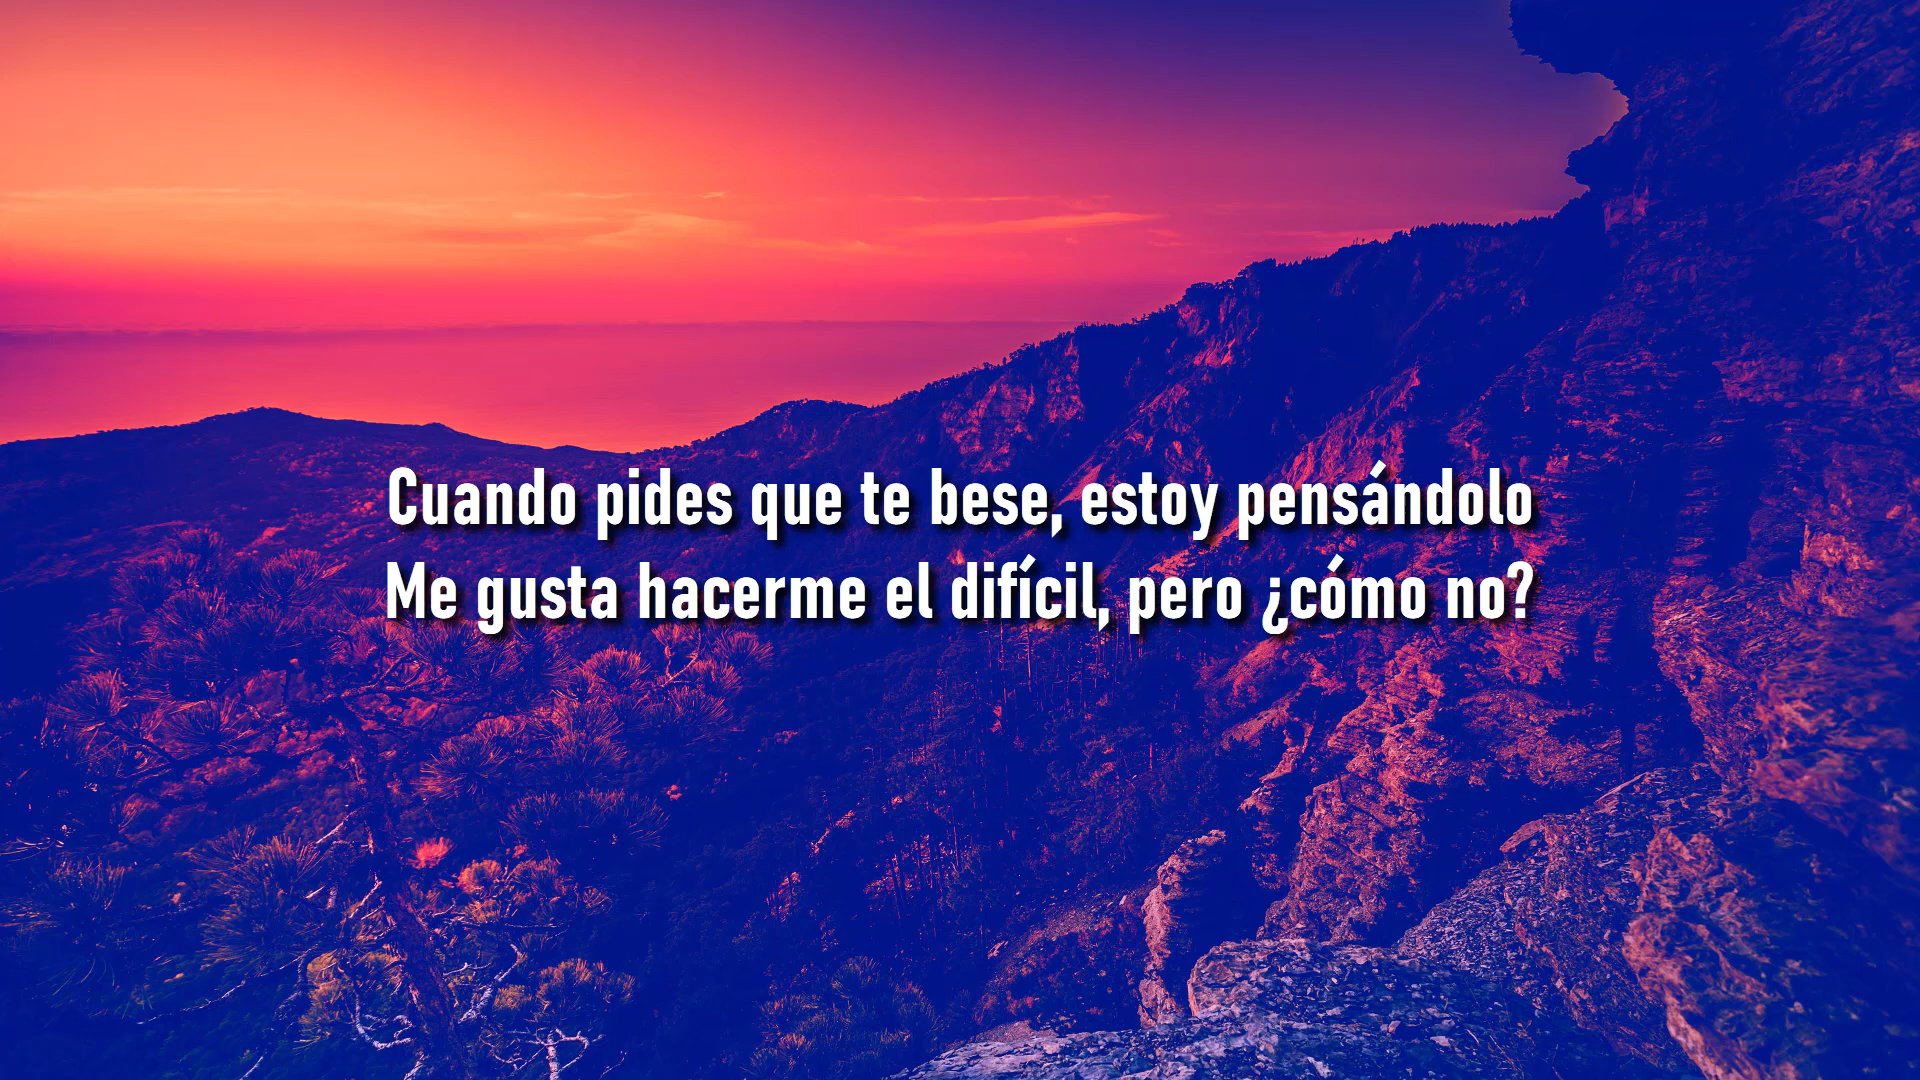 Cuando pides que te bese, estoy pensándolo
Me gusta hacerme el difícil, pero ¿cómo no?